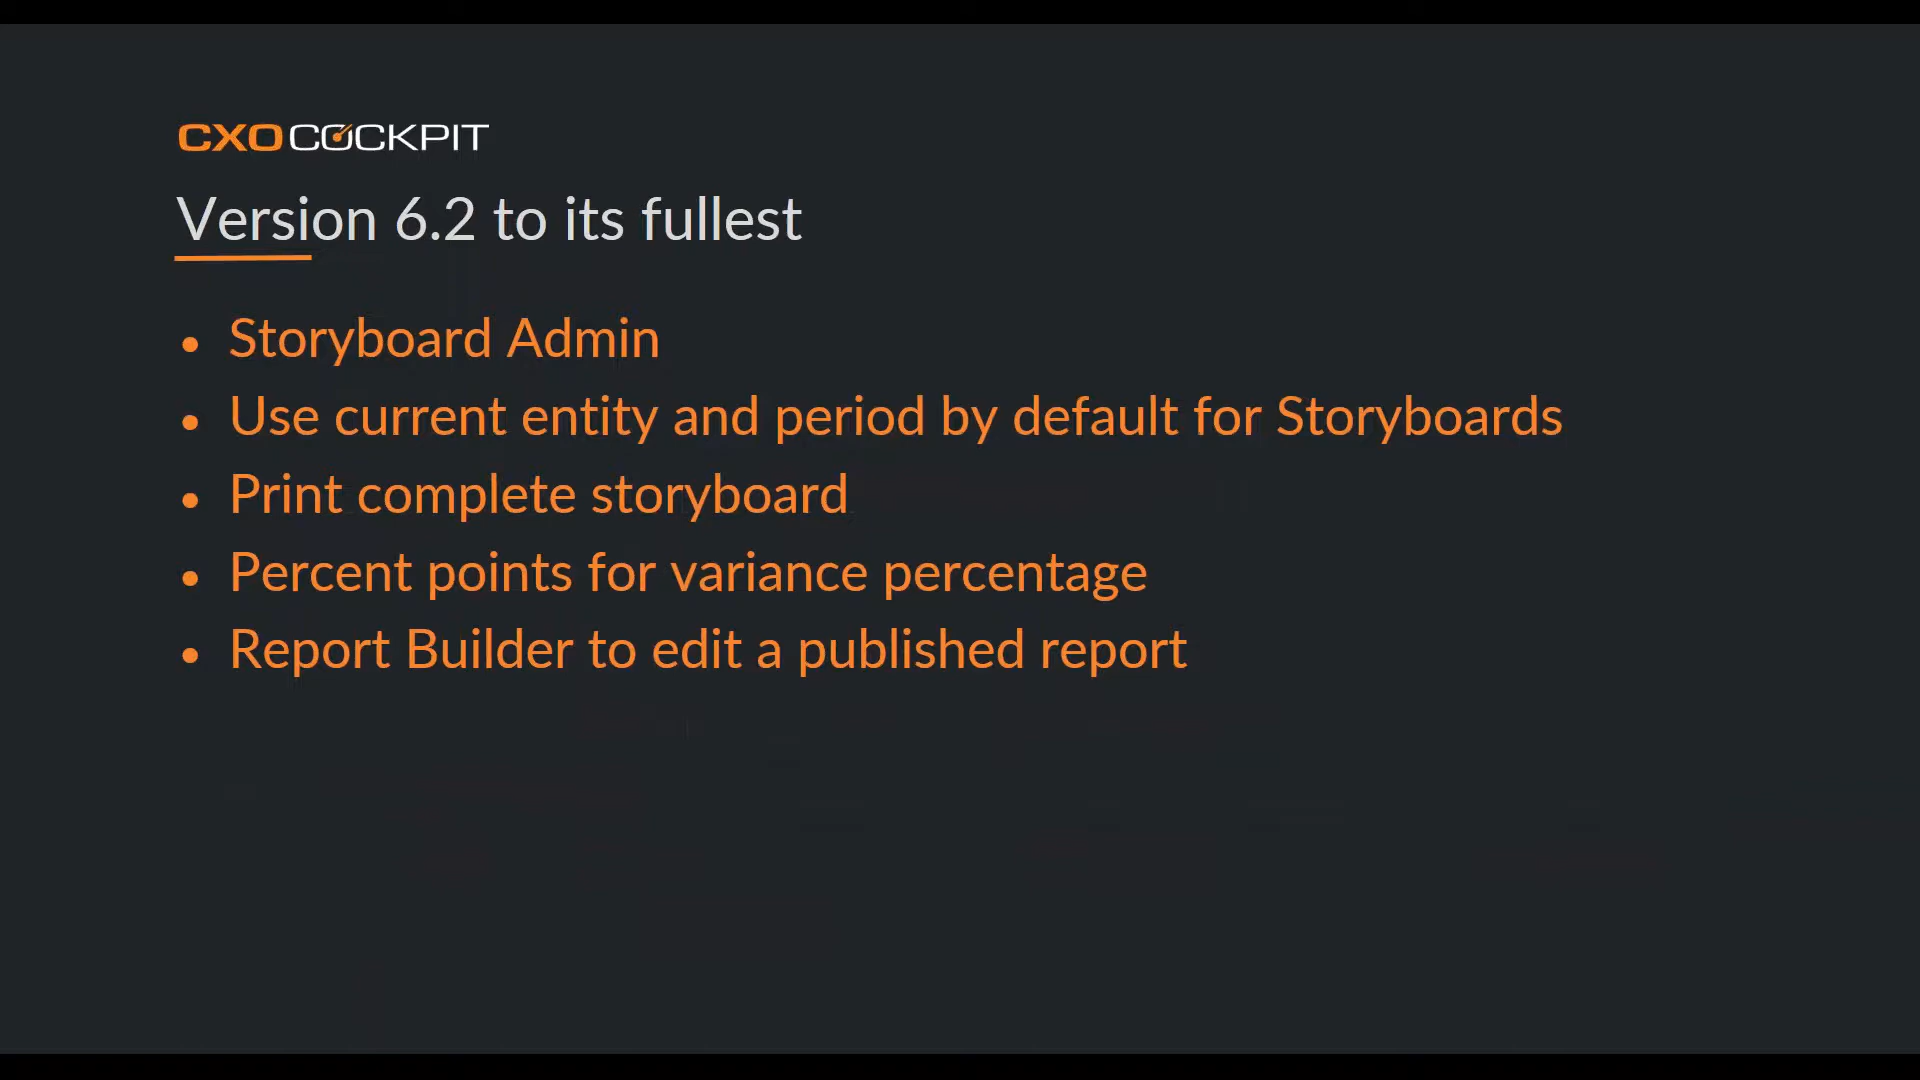 CXOCOCKPIT
Version 6.2 to its fullest
• Storyboard Admin
• Use current entity and period by default for Storyboards
• Print complete storyboard
• Percent points for variance percentage
• Report Builder to edit a published report